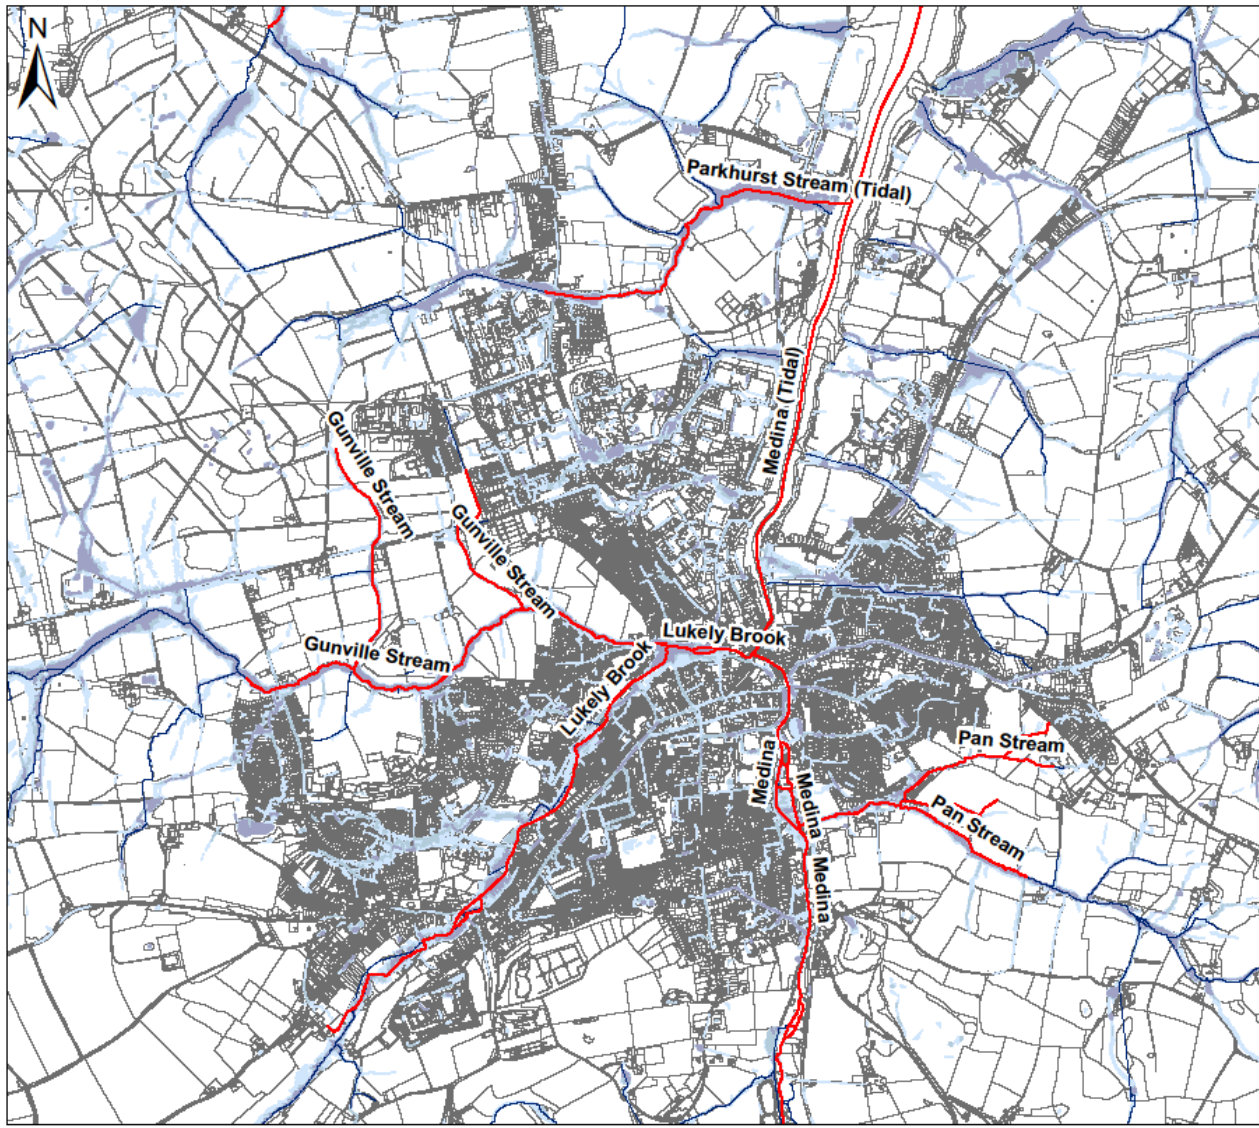 N
Parkhurst Stream (Tidal)
Medina (Tidal)
Gunville Stream
Gunville Stream
Gunville Stream
Lukely Brook
Lukely Brook
Pan Stream
Medina
Medina
Pan Stream
Medina